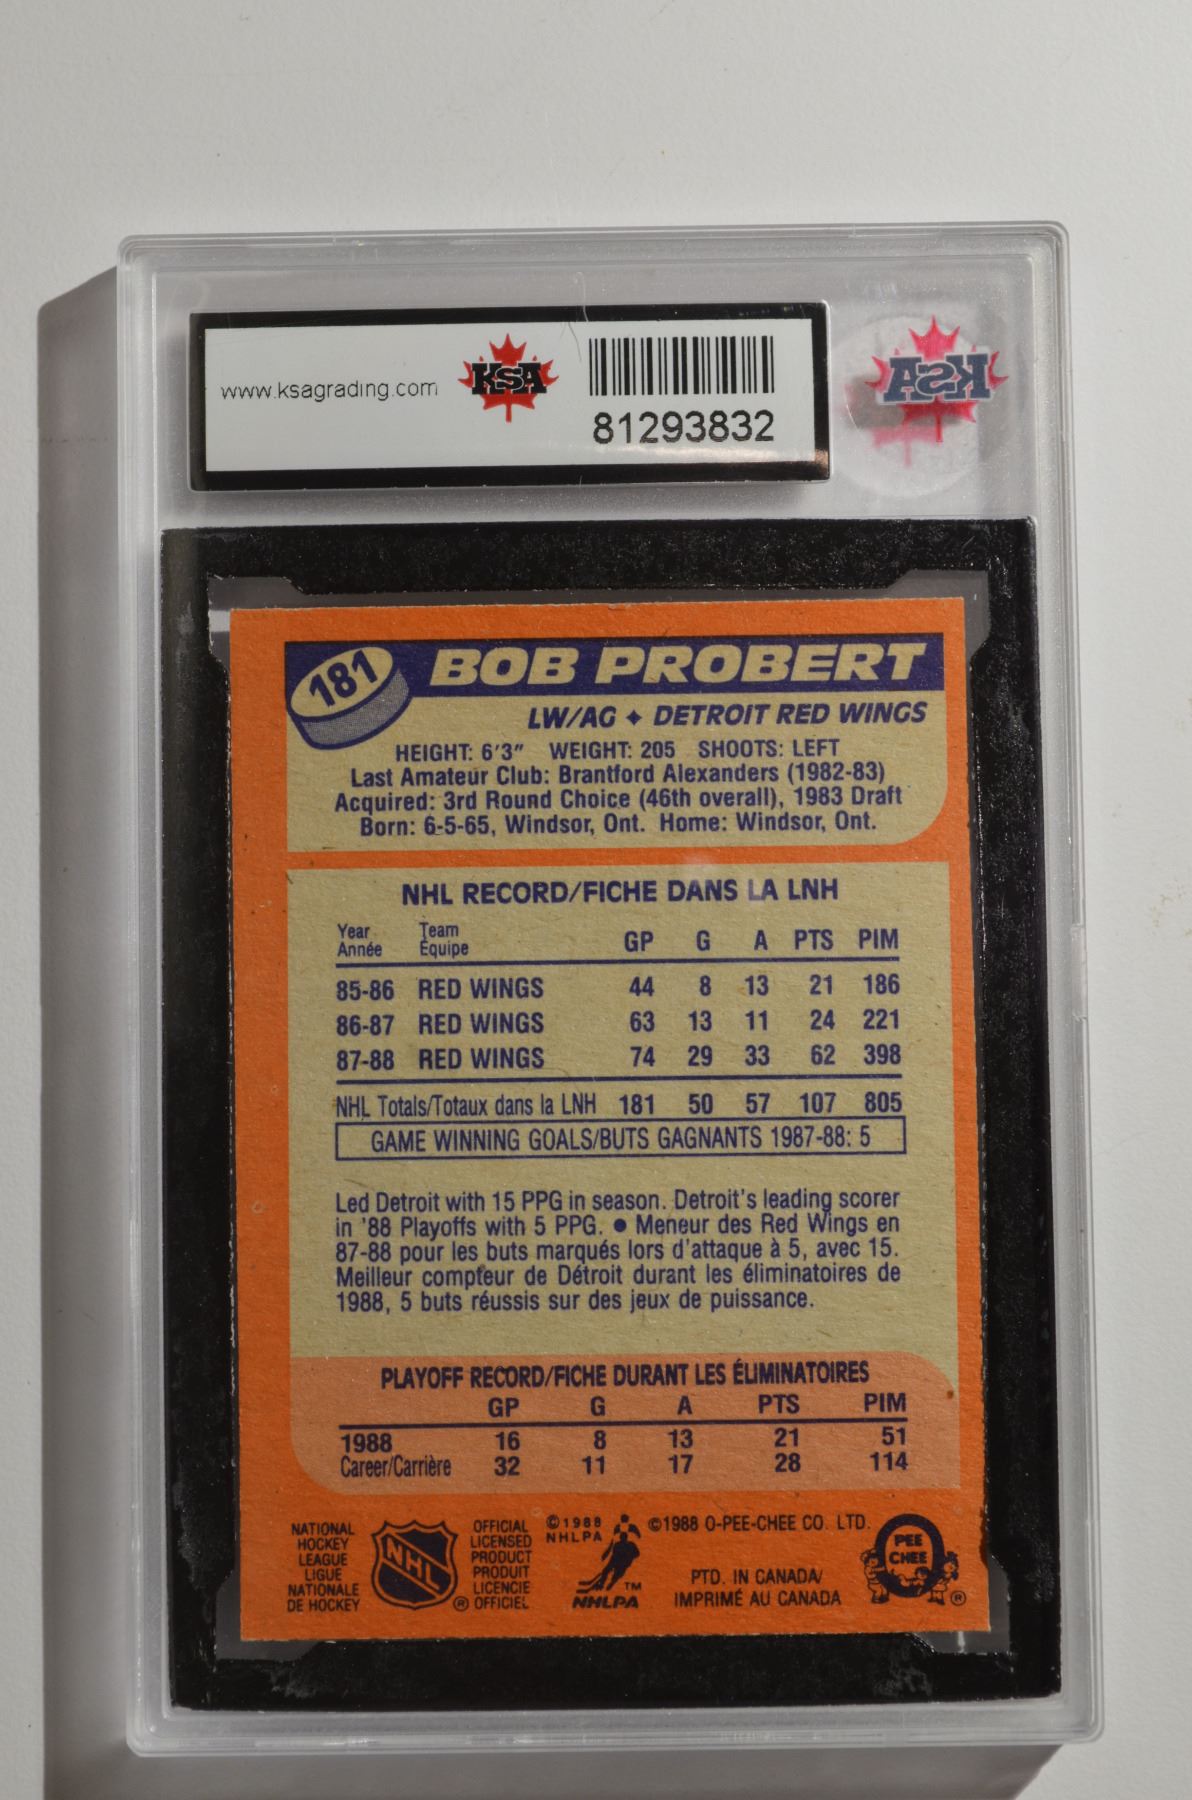 www.ksagrading.com
KSA
81293832
KSA
181
BOB PROBERT
LW/AG ✦ DETROIT RED WINGS
HEIGHT: 6'3" WEIGHT: 205 SHOOTS: LEFT
Last Amateur Club: Brantford Alexanders (1982-83)
Acquired: 3rd Round Choice (46th overall), 1983 Draft
Born: 6-5-65, Windsor, Ont. Home: Windsor, Ont.
NHL RECORD/FICHE DANS LA LNH
Year Team
Année Équipe GP G A PTS PIM
85-86 RED WINGS 44 8 13 21 186
86-87 RED WINGS 63 13 11 24 221
87-88 RED WINGS 74 29 33 62 398
NHL Totals/Totaux dans la LNH 181 50 57 107 805
GAME WINNING GOALS/BUTS GAGNANTS 1987-88: 5
Led Detroit with 15 PPG in season. Detroit's leading scorer
in '88 Playoffs with 5 PPG. ● Meneur des Red Wings en
87-88 pour les buts marqués lors d'attaque à 5, avec 15.
Meilleur compteur de Détroit durant les éliminatoires de
1988, 5 buts réussis sur des jeux de puissance.
PLAYOFF RECORD/FICHE DURANT LES ÉLIMINATOIRES
GP G A PTS PIM
1988 16 8 13 21 51
Career/Carrière 32 11 17 28 114
NATIONAL
HOCKEY
LEAGUE
LIGUE
NATIONALE
DE HOCKEY
NHL
®
OFFICIAL
LICENSED
PRODUCT
PRODUIT
LICENCIE
OFFICIEL
©1988
NHLPA
TM
NHLPA
©1988 O-PEE-CHEE CO. LTD.
PTD. IN CANADA/
IMPRIMÉ AU CANADA
PEE
CHEE
®